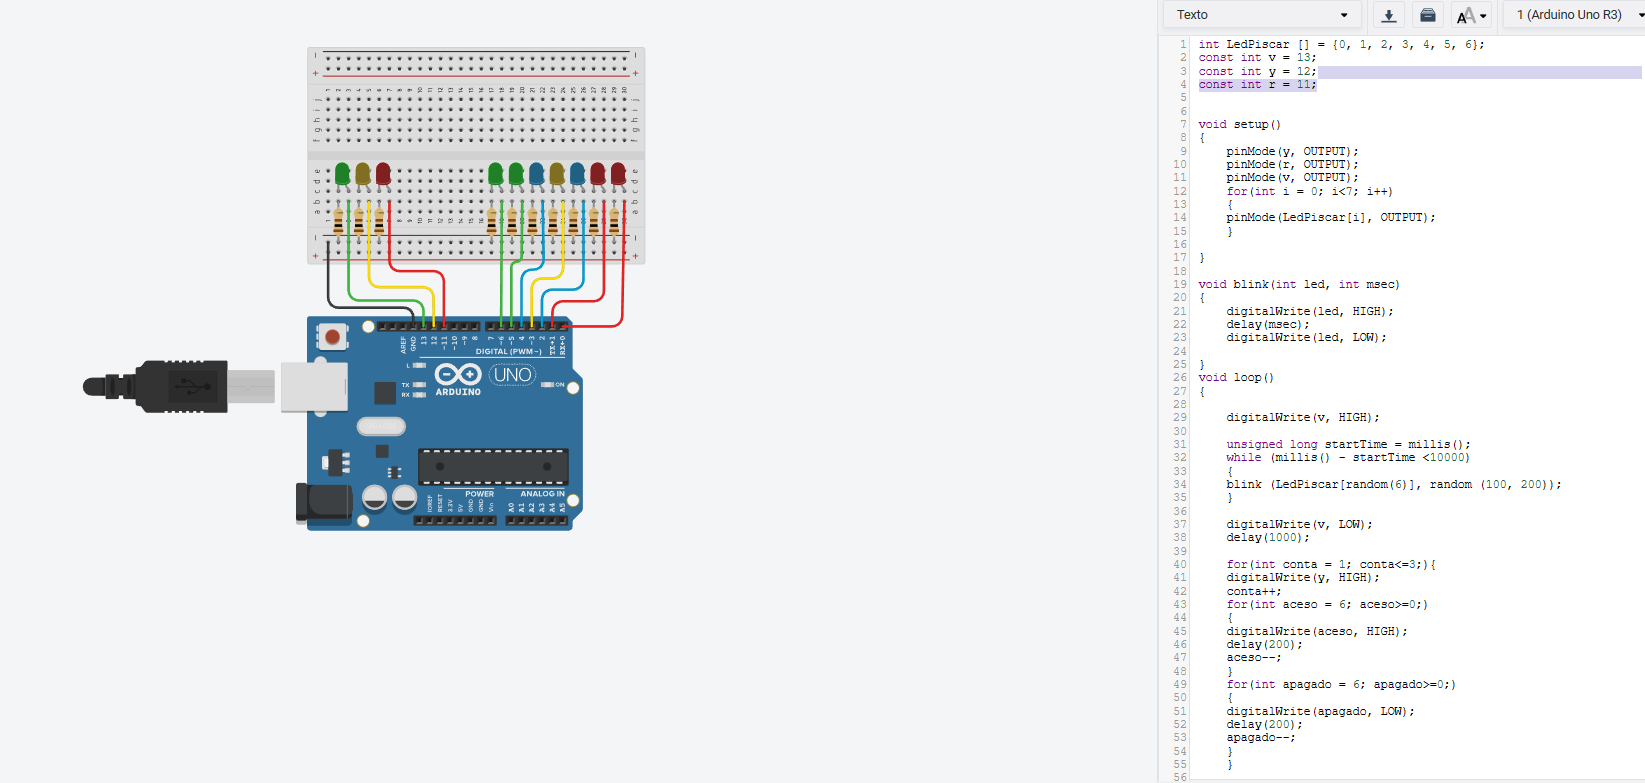 Texto
1 (Arduino Uno R3)
1 int LedPiscar [] = {0, 1, 2, 3, 4, 5, 6};
2 const int v = 13;
3 const int y = 12;
4 const int r = 11;
5
6
7 void setup()
8 {
9 pinMode(y, OUTPUT);
10 pinMode(r, OUTPUT);
11 pinMode(v, OUTPUT);
12 for(int i = 0; i<7; i++)
13 {
14 pinMode(LedPiscar[i], OUTPUT);
15 }
16
17 }
18
19 void blink(int led, int msec)
20 {
21 digitalWrite(led, HIGH);
22 delay(msec);
23 digitalWrite(led, LOW);
24
25 }
26 void loop()
27 {
28
29 digitalWrite(v, HIGH);
30
31 unsigned long startTime = millis();
32 while (millis() - startTime <10000)
33 {
34 blink (LedPiscar[random(6)], random (100, 200));
35 }
36
37 digitalWrite(v, LOW);
38 delay(1000);
39
40 for(int conta = 1; conta<=3;){
41 digitalWrite(y, HIGH);
42 conta++;
43 for(int aceso = 6; aceso>=0;)
44 {
45 digitalWrite(aceso, HIGH);
46 delay(200);
47 aceso--;
48 }
49 for(int apagado = 6; apagado>=0;)
50 {
51 digitalWrite(apagado, LOW);
52 delay(200);
53 apagado--;
54 }
55 }
56
j
i
h
g
f
e
d
c
b
a
AREF
GND
13
12
~11
~10
~9
8
7
~6
~5
4
~3
2
TX→1
RX←0
DIGITAL (PWM~)
L
TX
RX
ARDUINO
UNO
ON
POWER
ANALOG IN
IOREF
RESET
3.3V
5V
GND
GND
Vin
A0
A1
A2
A3
A4
A5